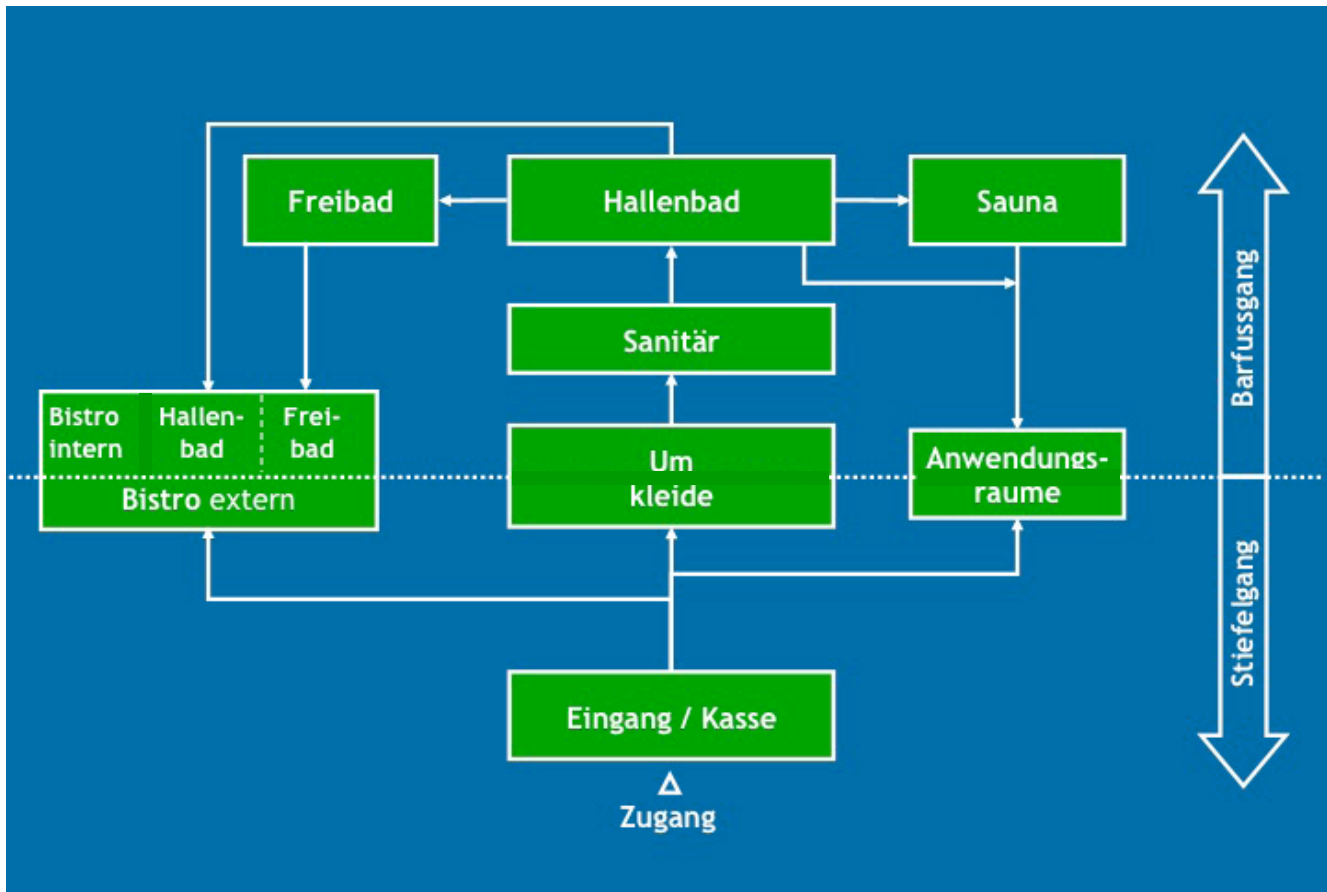 Freibad
Hallenbad
Sauna
Sanitär
Bistro
intern
Hallen-
bad
Frei-
bad
Bistro extern
Um
kleide
Anwendungs-
raume
Eingang / Kasse
Zugang
Barfussgang
Stiefelgang